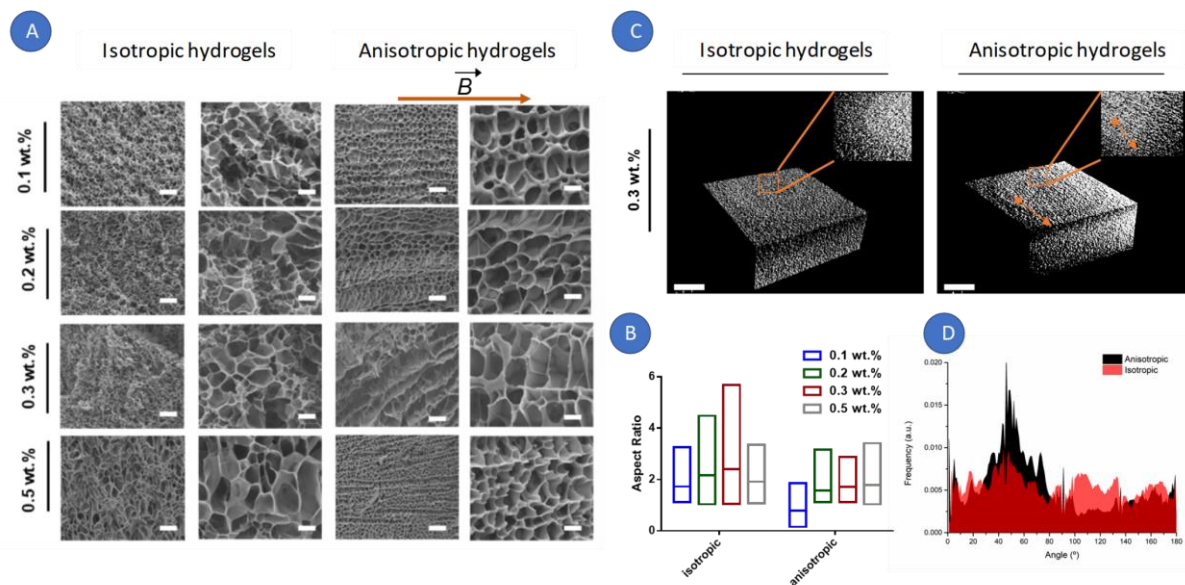 A
Isotropic hydrogels
Anisotropic hydrogels
B
0.1 wt.%
0.2 wt.%
0.3 wt.%
0.5 wt.%
C
Isotropic hydrogels
Anisotropic hydrogels
0.3 wt.%
B
0.1 wt.%
0.2 wt.%
0.3 wt.%
0.5 wt.%
6
4
2
0
Aspect Ratio
isotropic
anisotropic
D
Anisotropic
Isotropic
0.020
0.015
0.010
0.005
0.000
Frequency (a.u.)
0 20 40 60 80 100 120 140 160 180
Angle (º)